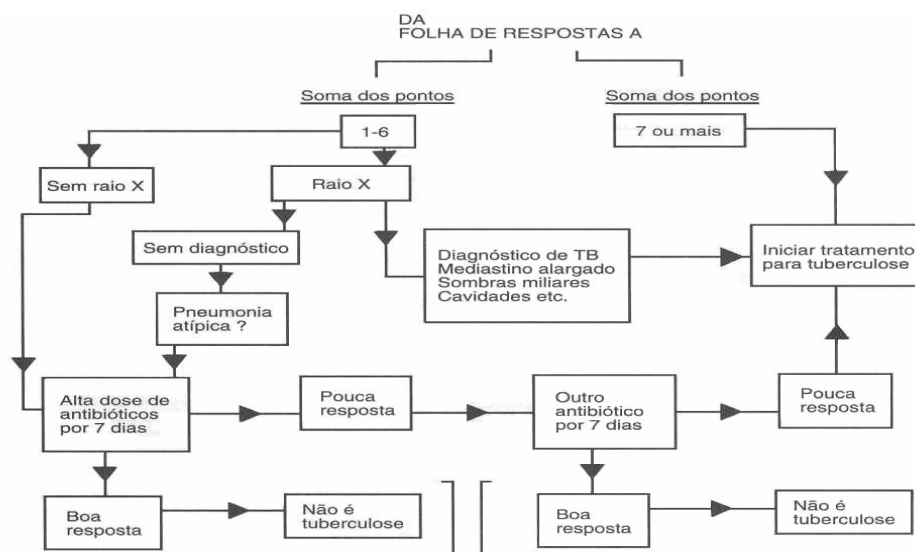 DA
FOLHA DE RESPOSTAS A
Soma dos pontos
Soma dos pontos
1-6
7 ou mais
Sem raio X
Raio X
Sem diagnóstico
Diagnóstico de TB
Mediastino alargado
Sombras miliares
Cavidades etc.
Iniciar tratamento
para tuberculose
Pneumonia
atípica ?
Alta dose de
antibióticos
por 7 dias
Pouca
resposta
Outro
antibiótico
por 7 dias
Pouca
resposta
Boa
resposta
Não é
tuberculose
Boa
resposta
Não é
tuberculose